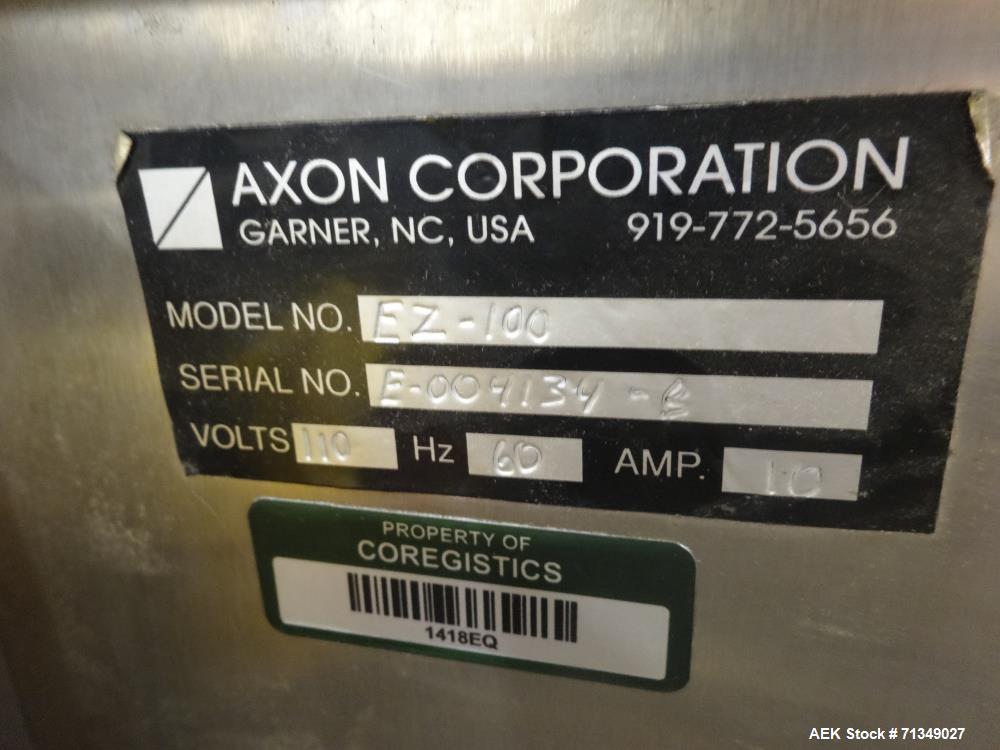 AXON CORPORATION
GARNER, NC, USA 919-772-5656
MODEL NO. EZ-100
SERIAL NO. E-004134-B
VOLTS 110 Hz 60 AMP. 10
PROPERTY OF
COREGISTICS
1418EQ
AEK Stock # 71349027